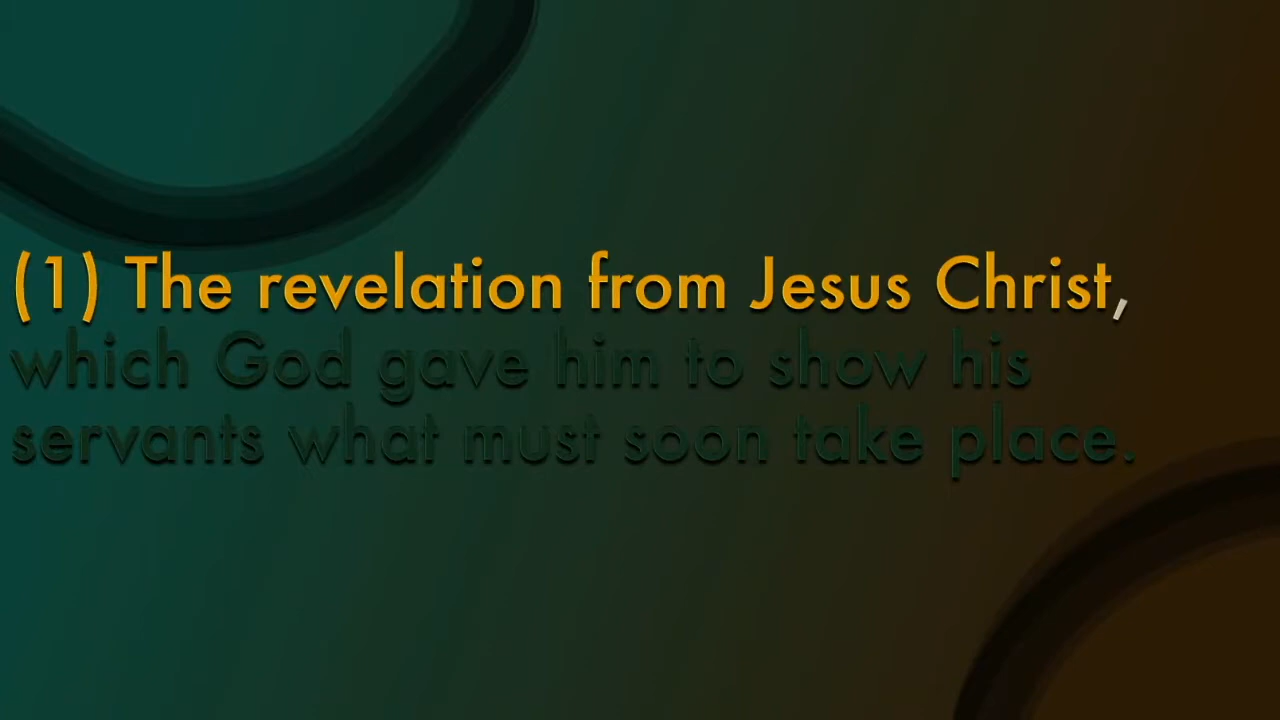 (1) The revelation from Jesus Christ,
which God gave him to show his
servants what must soon take place.